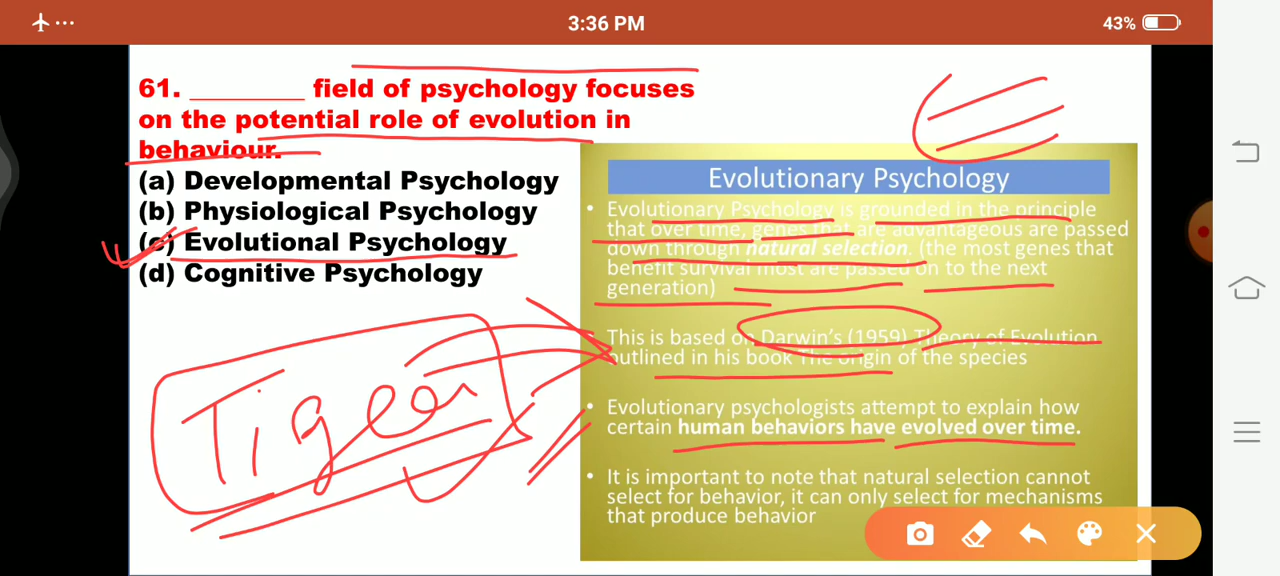 3:36 PM
43%
61. ________ field of psychology focuses
on the potential role of evolution in
behaviour.
(a) Developmental Psychology
(b) Physiological Psychology
(c) Evolutional Psychology
(d) Cognitive Psychology
Evolutionary Psychology
• Evolutionary Psychology is grounded in the principle
that over time, genes that are advantageous are passed
down through natural selection. (the most genes that
benefit survival most are passed on to the next
generation)
• This is based on Darwin's (1959) Theory of Evolution
outlined in his book The origin of the species
• Evolutionary psychologists attempt to explain how
certain human behaviors have evolved over time.
• It is important to note that natural selection cannot
select for behavior, it can only select for mechanisms
that produce behavior